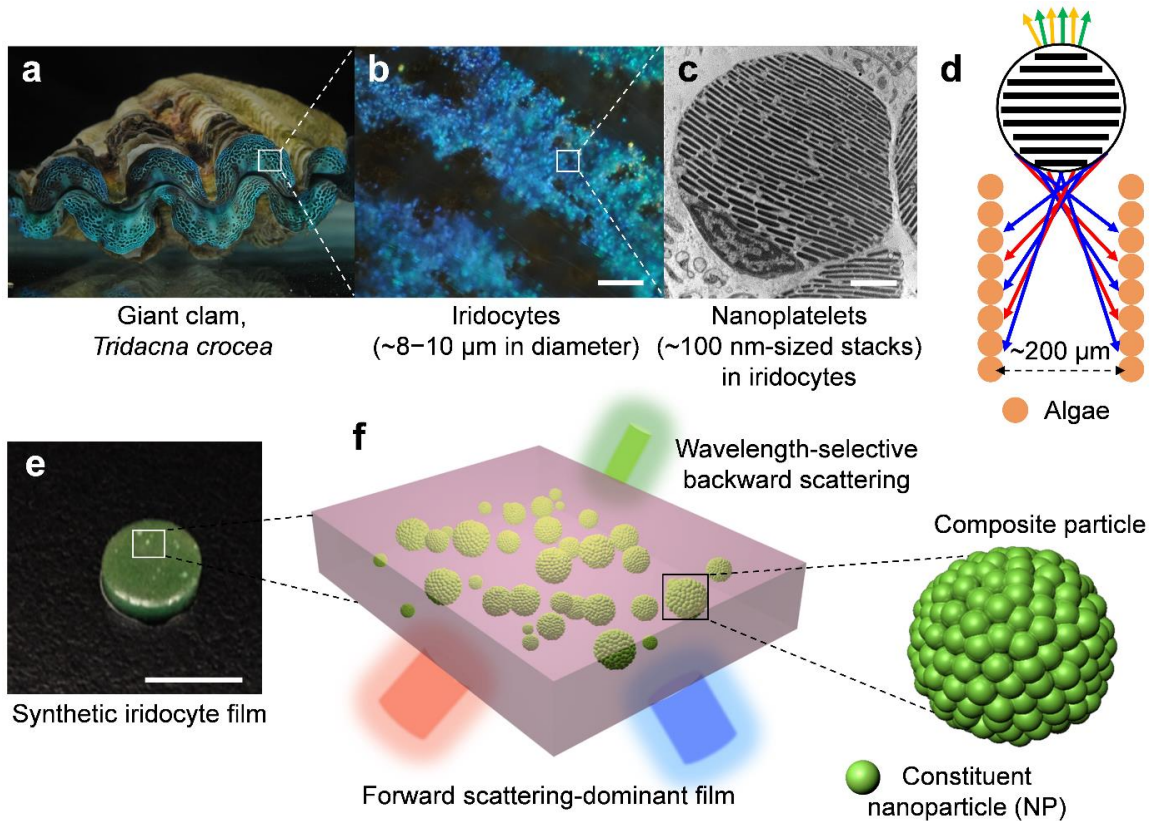 a
b
c
d
Giant clam,
Tridacna crocea
Iridocytes
(~8−10 µm in diameter)
Nanoplatelets
(~100 nm-sized stacks)
in iridocytes
~200 µm
Algae
e
Synthetic iridocyte film
f
Wavelength-selective
backward scattering
Forward scattering-dominant film
Composite particle
Constituent
nanoparticle (NP)